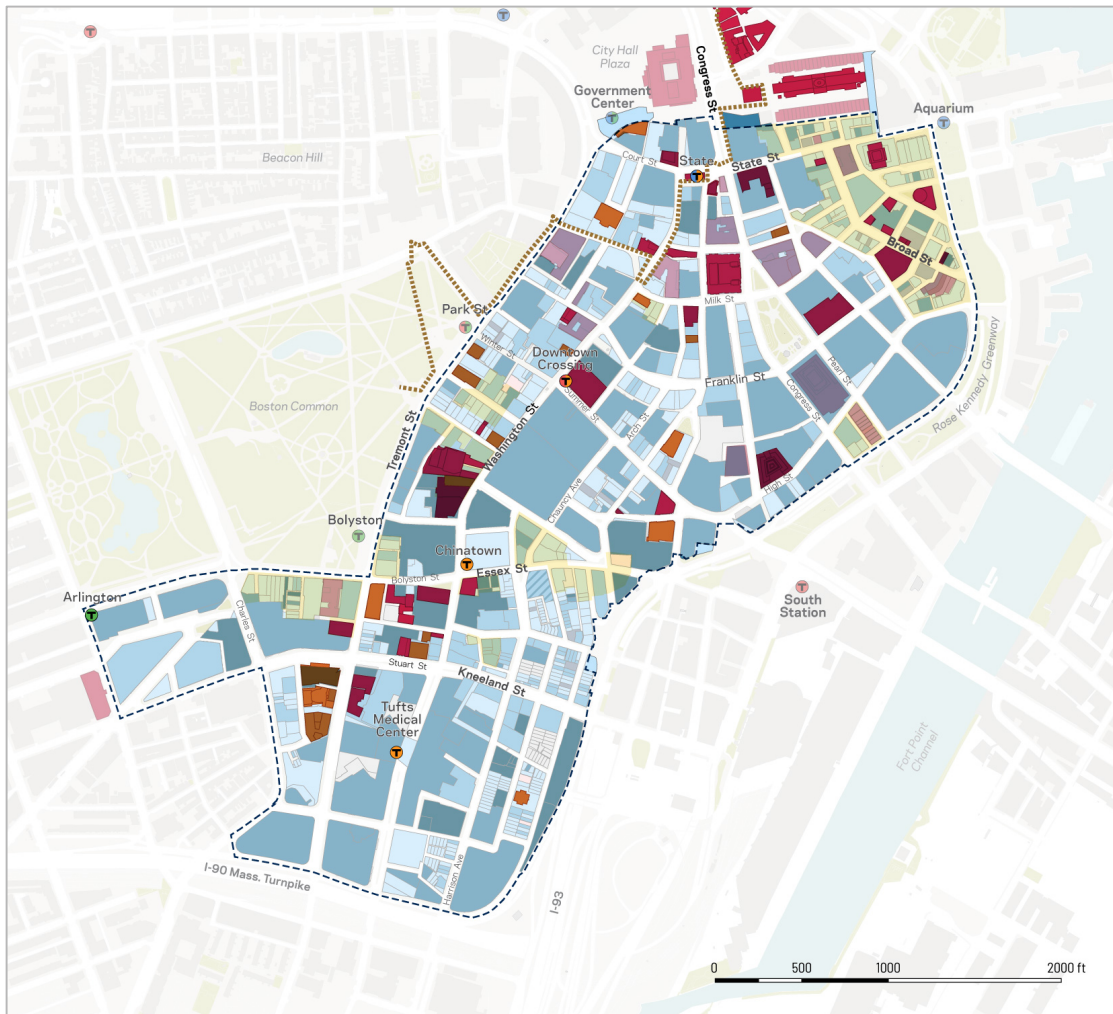 City Hall
Plaza
Congress St
Government
Center
Aquarium
Beacon Hill
Court St
State
State St
Broad St
Park St
Milk St
Winter St
Downtown
Crossing
Summer St
Franklin St
Pearl St
Congress St
Rose Kennedy Greenway
Boston Common
Tremont St
Washington St
Arch St
Chauncy Ave
High St
Bolyston
Chinatown
Essex St
Bolyston St
Arlington
Charles St
South
Station
Stuart St
Kneeland St
Tufts
Medical
Center
Fort Point
Channel
I-90 Mass. Turnpike
Harrison Ave
I-93
0 500 1000 2000 ft
T
T
T
T
T
T
T
T
T
T
T
T